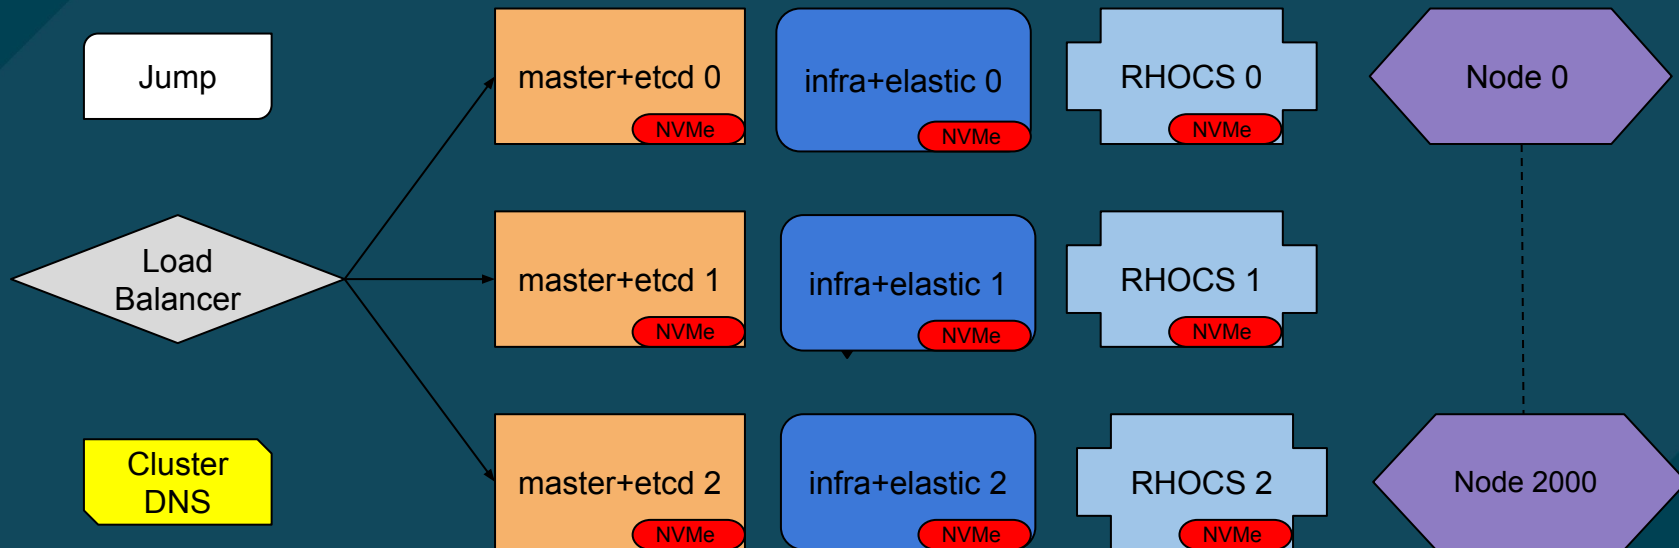 Jump
master+etcd 0
NVMe
infra+elastic 0
NVMe
RHOCS 0
NVMe
Node 0
Load
Balancer
master+etcd 1
NVMe
infra+elastic 1
NVMe
RHOCS 1
NVMe
Cluster
DNS
master+etcd 2
NVMe
infra+elastic 2
NVMe
RHOCS 2
NVMe
Node 2000